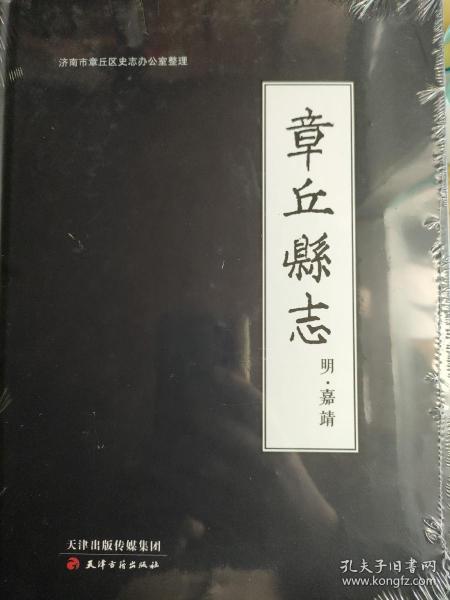 济南市章丘区史志办公室整理
章丘縣志
明·嘉靖
天津出版传媒集团
天津古籍出版社
孔夫子旧书网
www.kongfz.com